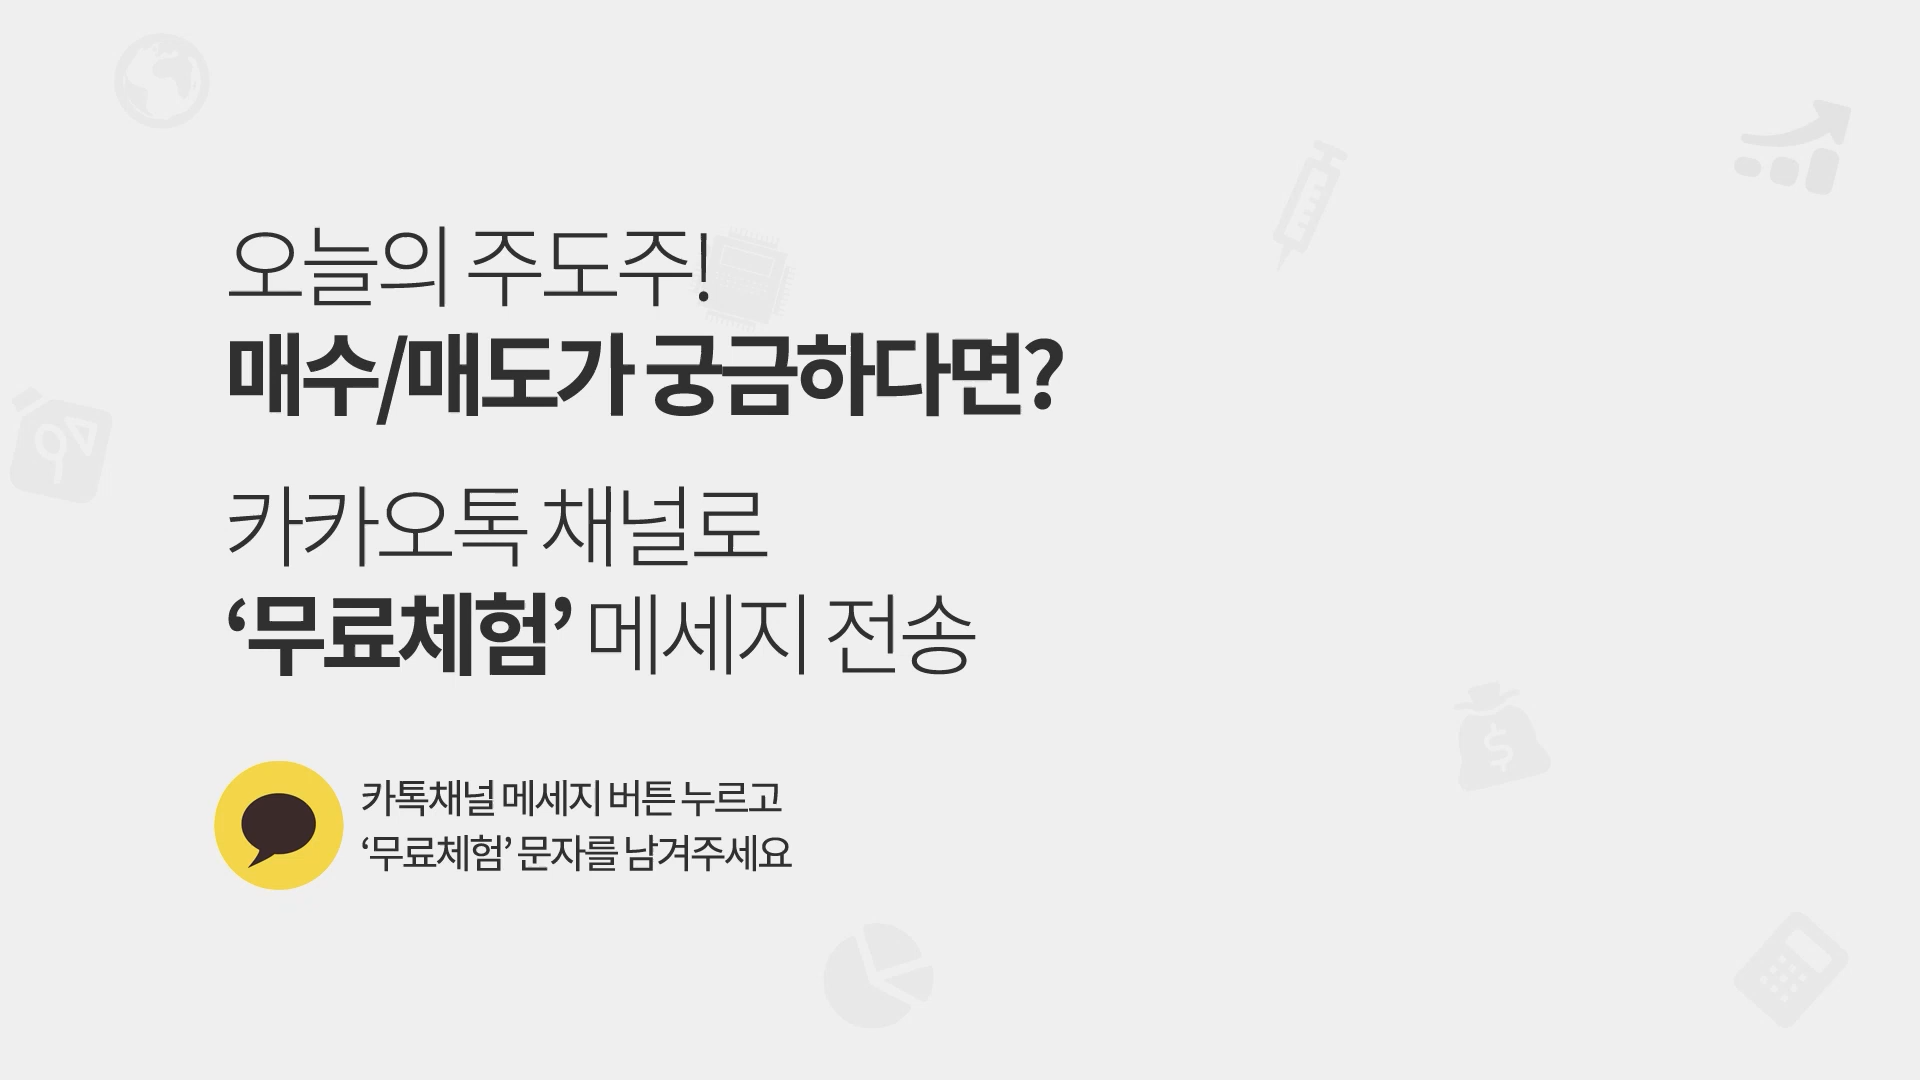 오늘의 주도주!
매수/매도가 궁금하다면?
카카오톡 채널로
‘무료체험’ 메세지 전송
카톡채널 메세지 버튼 누르고
‘무료체험’ 문자를 남겨주세요